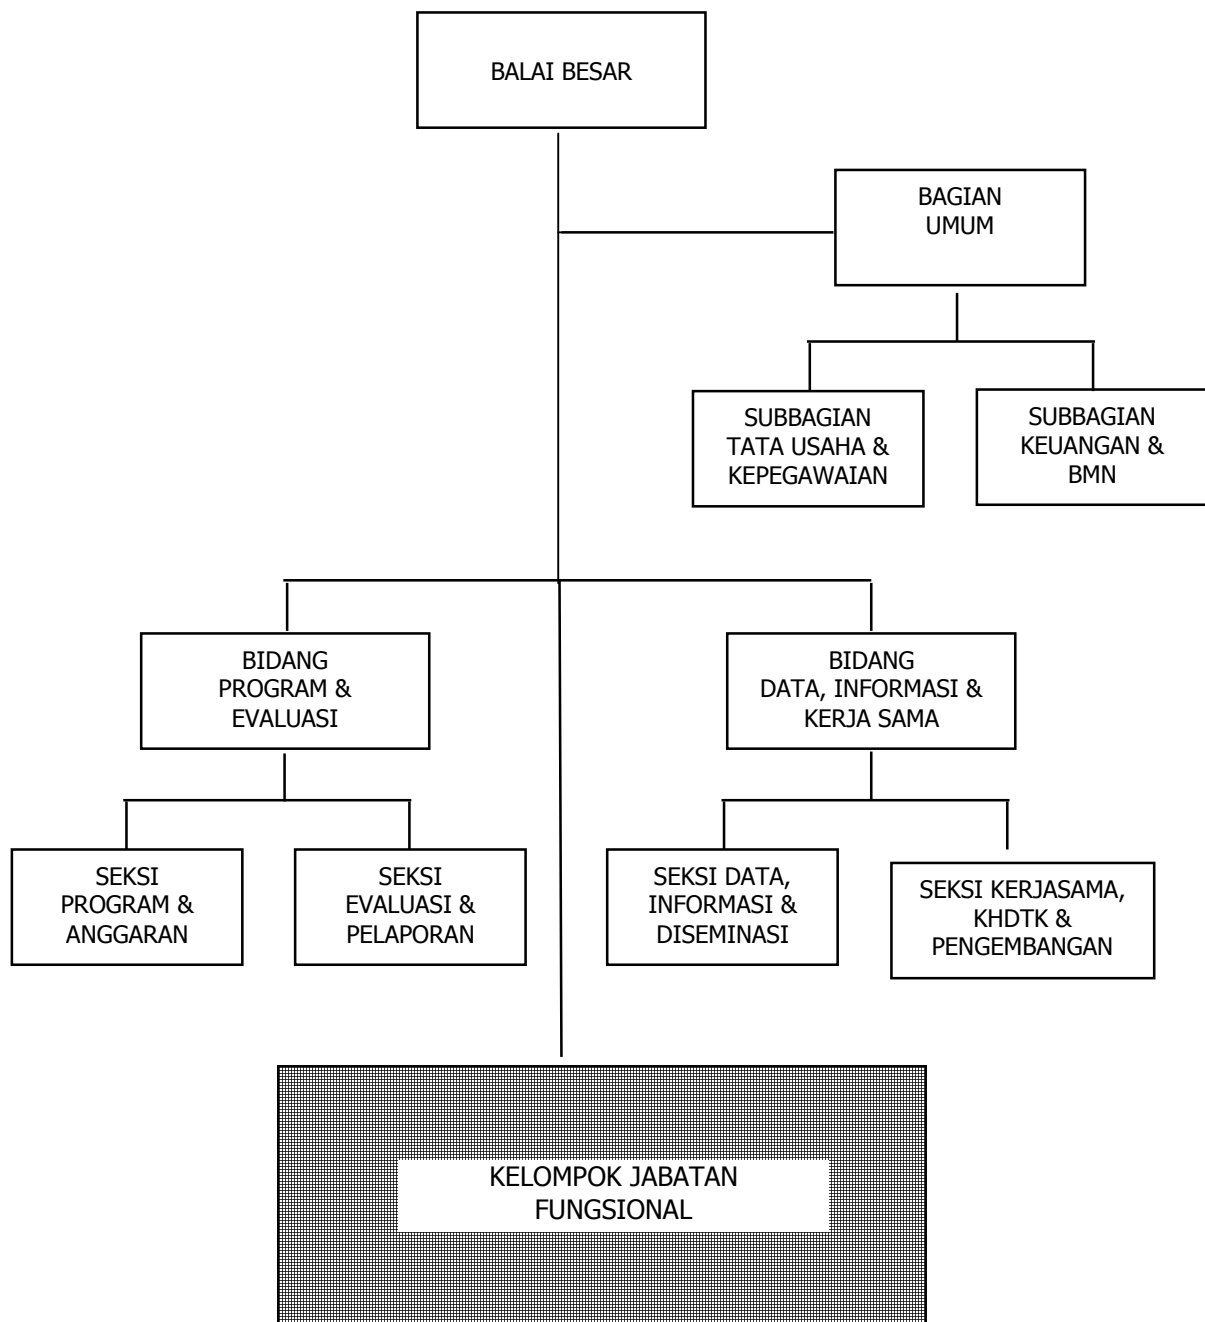 BALAI BESAR
BAGIAN
UMUM
SUBBAGIAN
TATA USAHA &
KEPEGAWAIAN
SUBBAGIAN
KEUANGAN &
BMN
BIDANG
PROGRAM &
EVALUASI
BIDANG
DATA, INFORMASI &
KERJA SAMA
SEKSI
PROGRAM &
ANGGARAN
SEKSI
EVALUASI &
PELAPORAN
SEKSI DATA,
INFORMASI &
DISEMINASI
SEKSI KERJASAMA,
KHDTK &
PENGEMBANGAN
KELOMPOK JABATAN
FUNGSIONAL